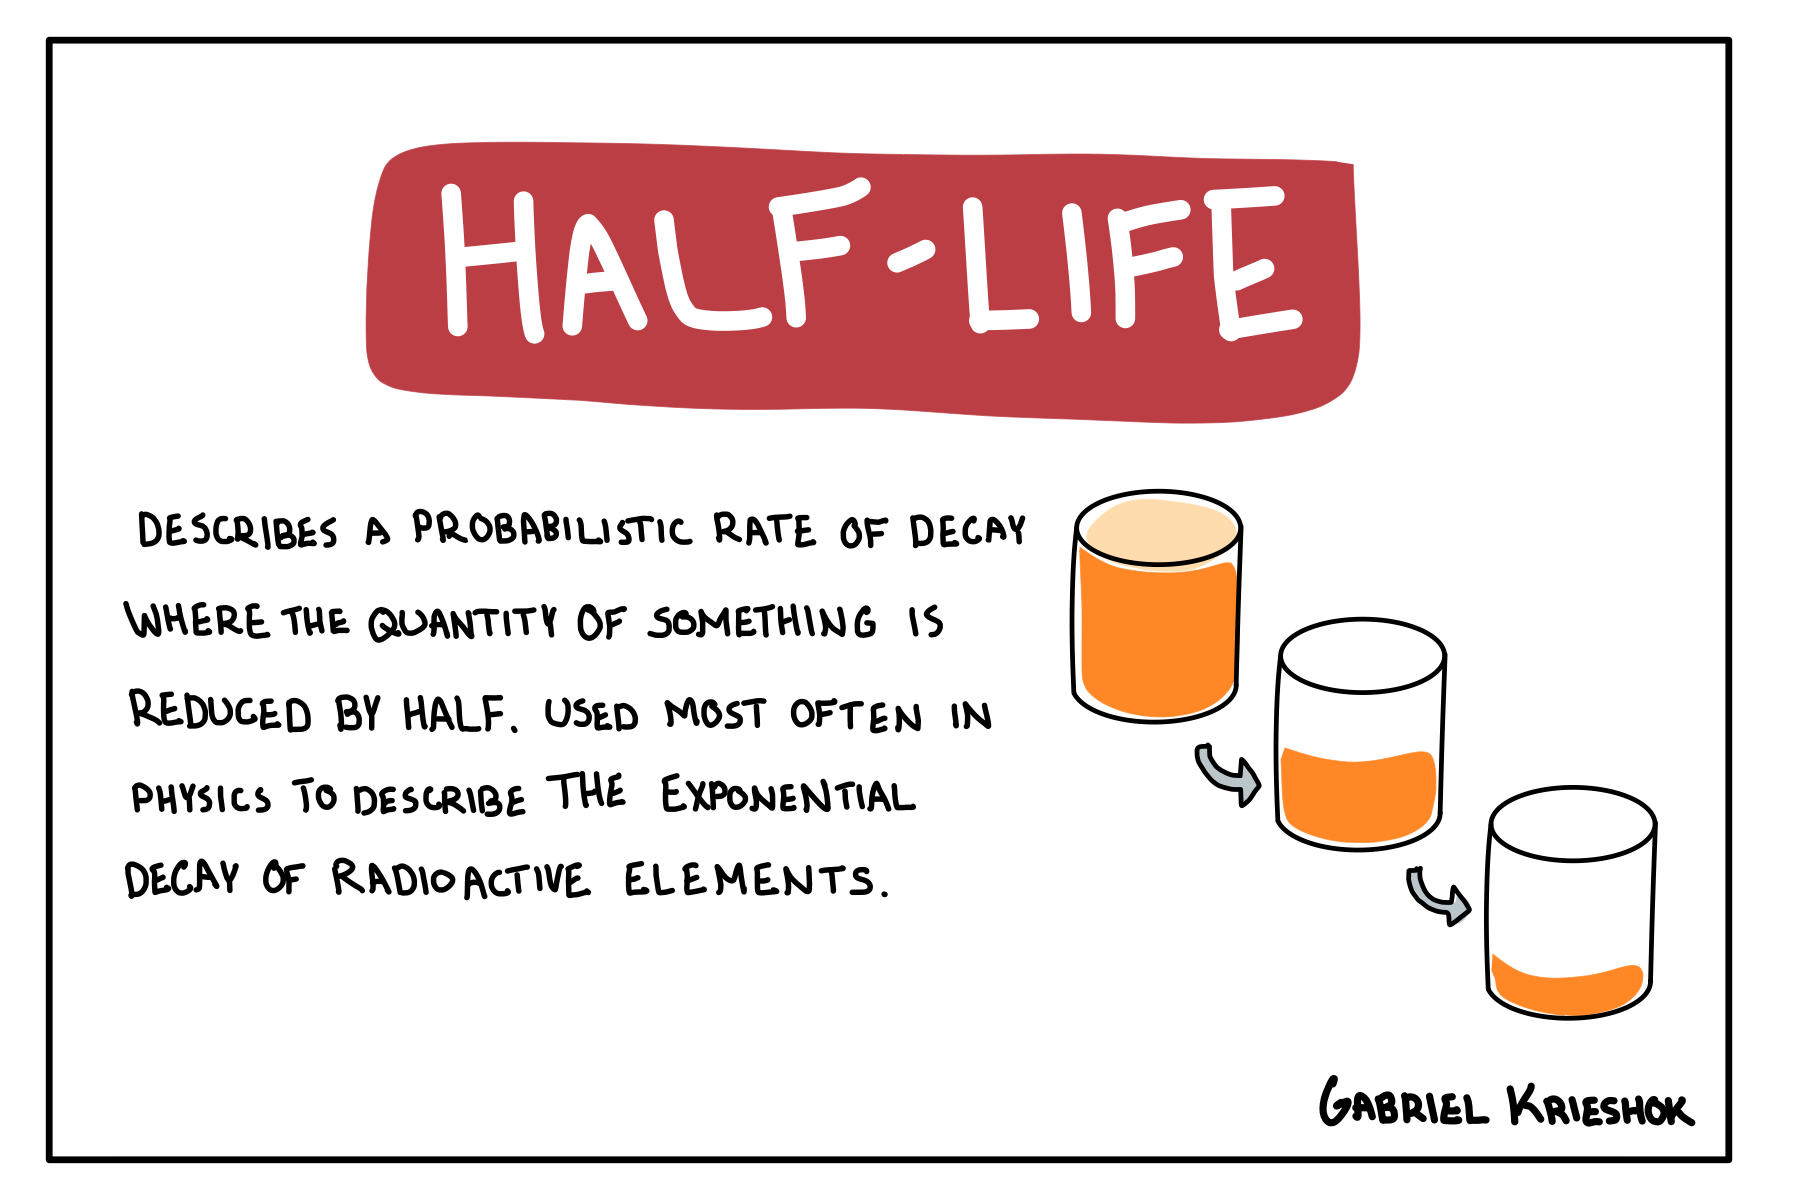 HALF-LIFE
DESCRIBES A PROBABILISTIC RATE OF DECAY
WHERE THE QUANTITY OF SOMETHING IS
REDUCED BY HALF. USED MOST OFTEN IN
PHYSICS TO DESCRIBE THE EXPONENTIAL
DECAY OF RADIOACTIVE ELEMENTS.
GABRIEL KRIESHOK